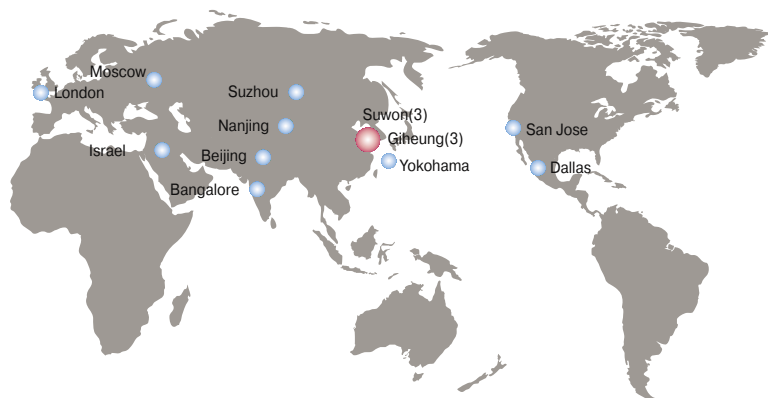 Moscow
London
Suzhou
Suwon(3)
Nanjing
Giheung(3)
San Jose
Israel
Beijing
Yokohama
Dallas
Bangalore